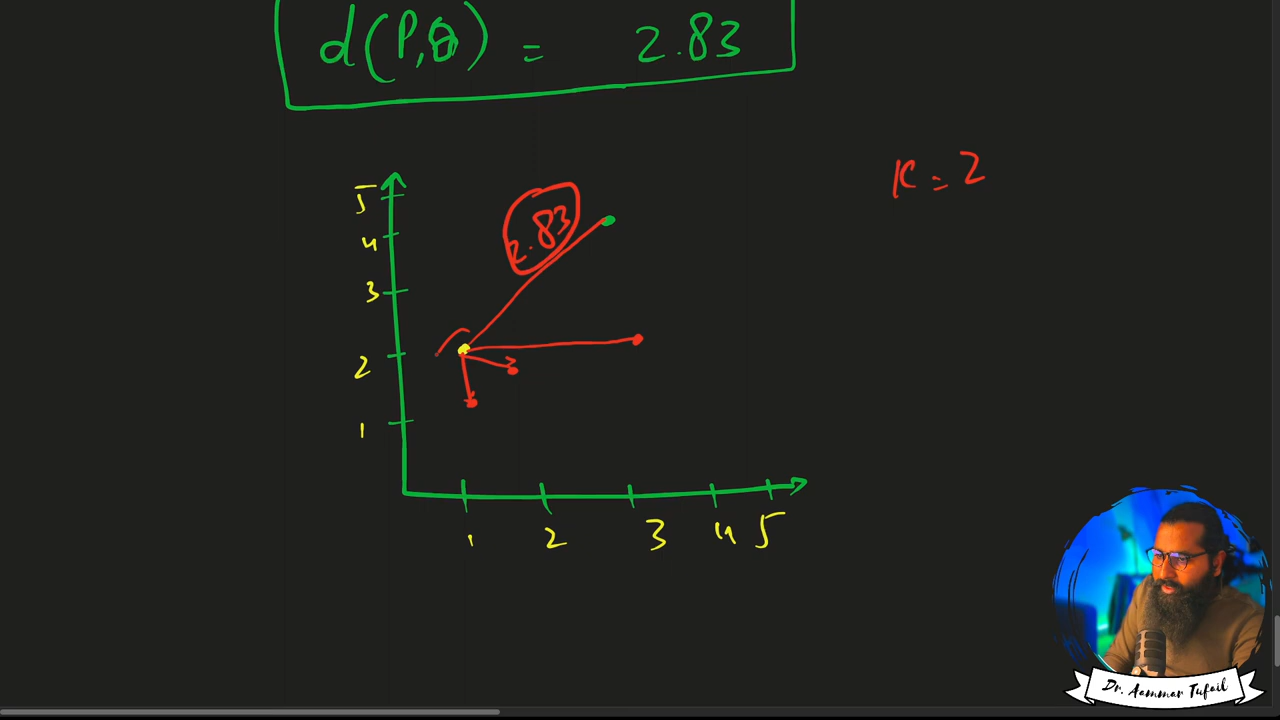 d(P,Q) = 2.83
K = 2
5
4
3
2
1
2.83
1 2 3 4 5
Dr. Aammar Tufail